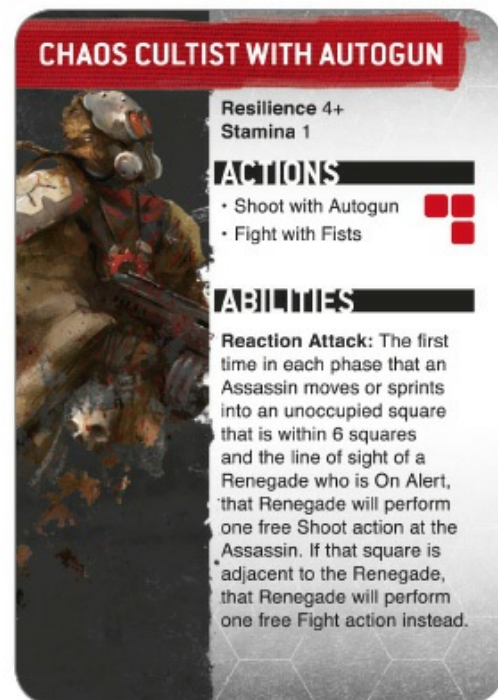 CHAOS CULTIST WITH AUTOGUN
Resilience 4+
Stamina 1
ACTIONS
• Shoot with Autogun
• Fight with Fists
ABILITIES
Reaction Attack: The first
time in each phase that an
Assassin moves or sprints
into an unoccupied square
that is within 6 squares
and the line of sight of a
Renegade who is On Alert,
that Renegade will perform
one free Shoot action at the
Assassin. If that square is
adjacent to the Renegade,
that Renegade will perform
one free Fight action instead.